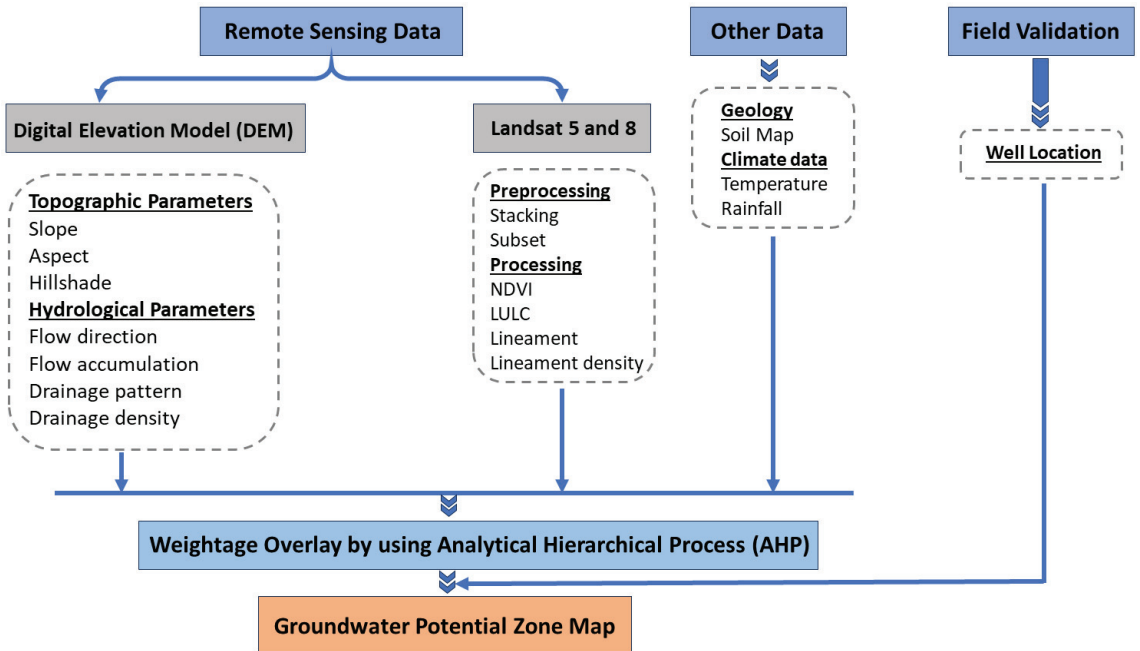 Remote Sensing Data
Other Data
Field Validation
Digital Elevation Model (DEM)
Landsat 5 and 8
Topographic Parameters
Slope
Aspect
Hillshade
Hydrological Parameters
Flow direction
Flow accumulation
Drainage pattern
Drainage density
Preprocessing
Stacking
Subset
Processing
NDVI
LULC
Lineament
Lineament density
Geology
Soil Map
Climate data
Temperature
Rainfall
Well Location
Weightage Overlay by using Analytical Hierarchical Process (AHP)
Groundwater Potential Zone Map